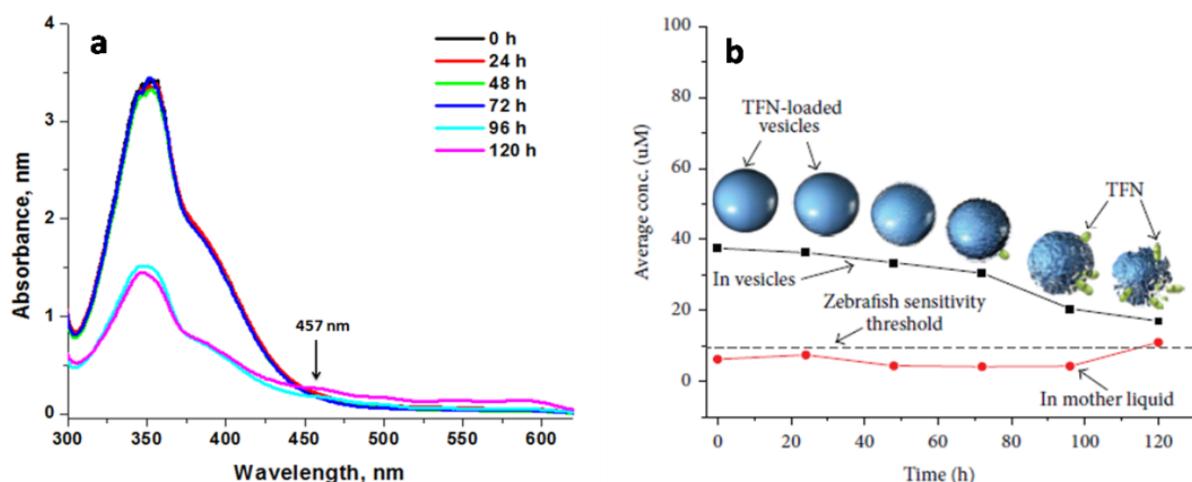 a
0 h
24 h
48 h
72 h
96 h
120 h
457 nm
4
3
2
1
0
Absorbance, nm
300 350 400 450 500 550 600
Wavelength, nm
b
100
80
60
40
20
0
Average conc. (uM)
TFN-loaded
vesicles
TFN
In vesicles
Zebrafish sensitivity
threshold
In mother liquid
0 20 40 60 80 100 120
Time (h)